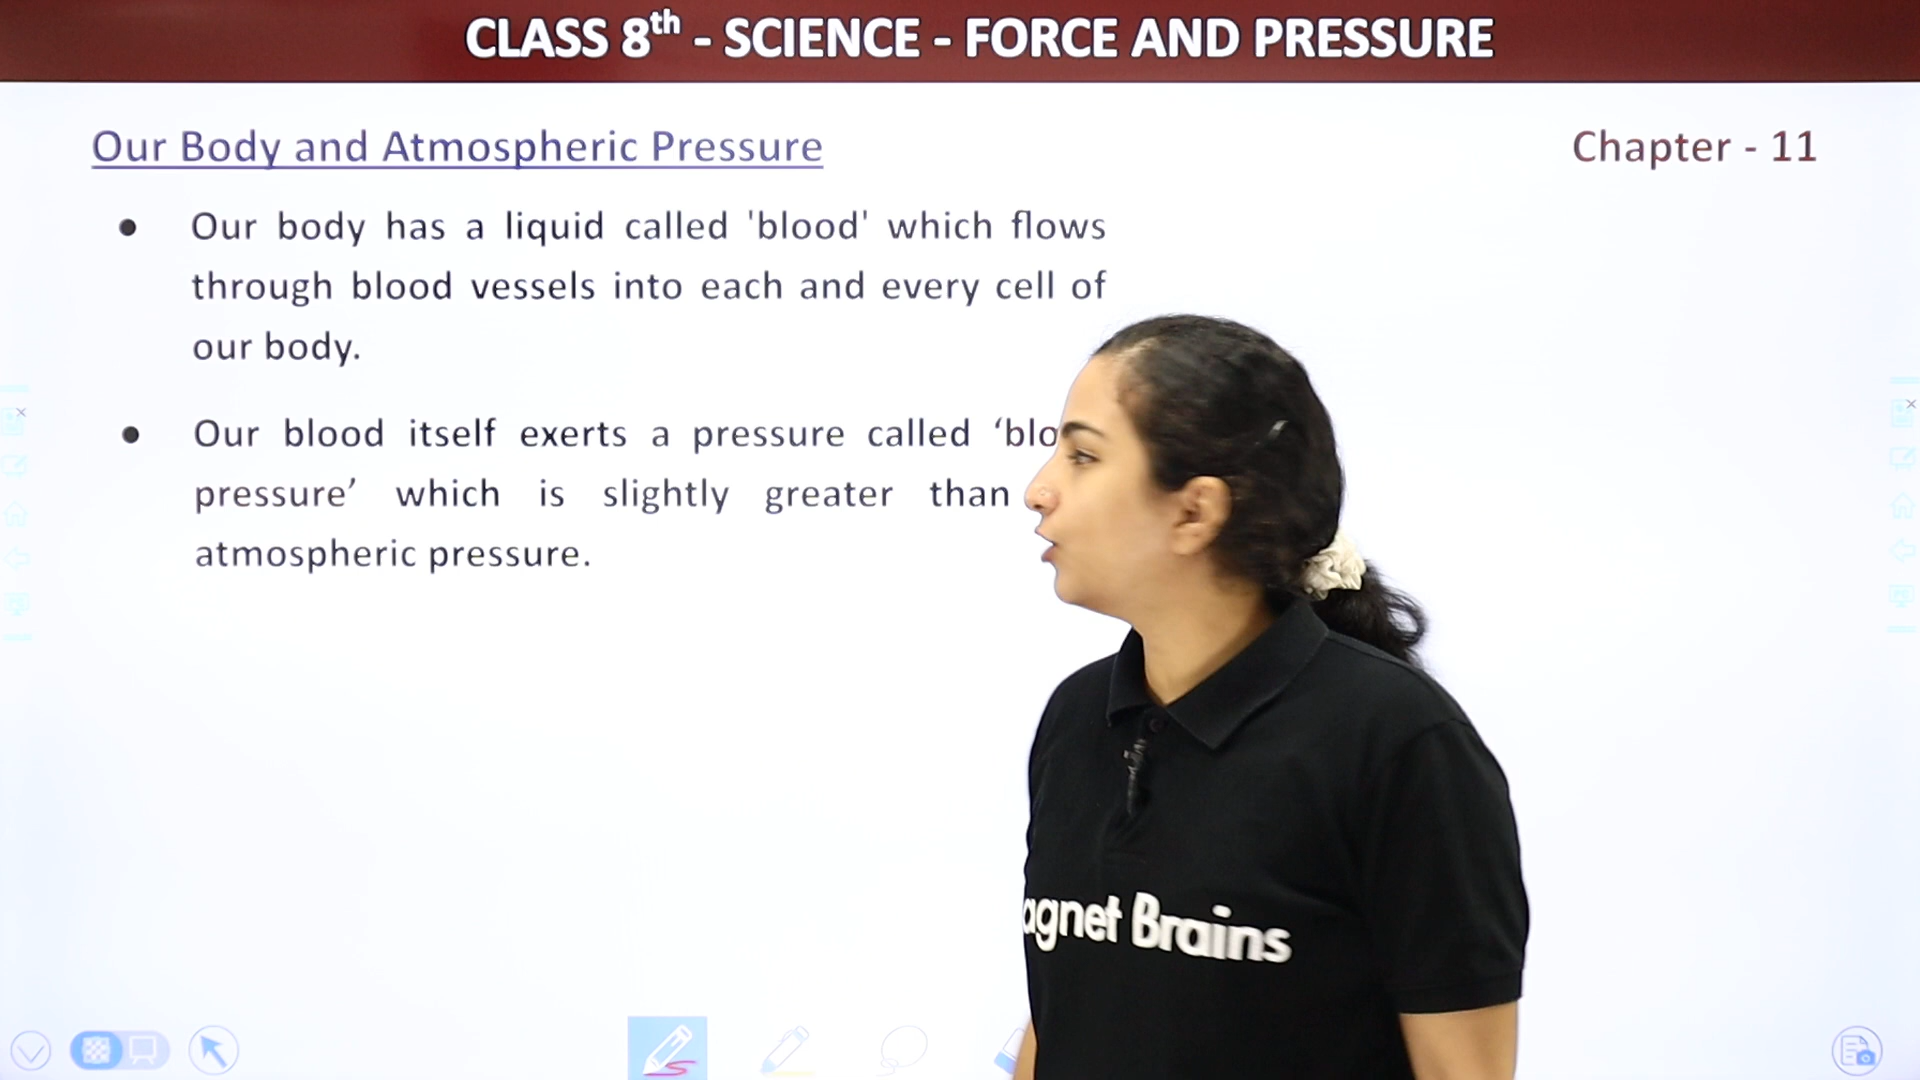 CLASS 8th - SCIENCE - FORCE AND PRESSURE
Our Body and Atmospheric Pressure
Chapter - 11
Our body has a liquid called 'blood' which flows
through blood vessels into each and every cell of
our body.
Our blood itself exerts a pressure called
pressure’ which is slightly greater than
atmospheric pressure.
Brains